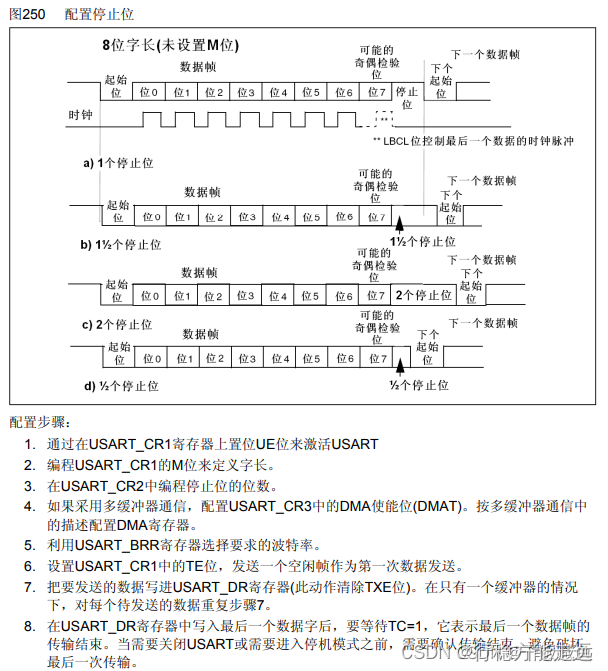 图250 配置停止位
8位字长(未设置M位)
可能的
奇偶检验
位
下一个数据帧
数据帧
起始
位
位0
位1
位2
位3
位4
位5
位6
位7
停止
位
下个
起始
位
时钟
**
** LBCL位控制最后一个数据的时钟脉冲
a) 1个停止位
可能的
奇偶检验
位
下一个数据帧
数据帧
起始
位
位0
位1
位2
位3
位4
位5
位6
位7
下个
起始
位
b) 1½个停止位
1½个停止位
可能的
奇偶检验
位
下一个数据帧
数据帧
起始
位
位0
位1
位2
位3
位4
位5
位6
位7
2个停止位
下个
起始
位
c) 2个停止位
可能的
奇偶检验
位
下一个数据帧
数据帧
起始
位
位0
位1
位2
位3
位4
位5
位6
位7
下个
起始
位
d) ½个停止位
½个停止位
配置步骤:
1. 通过在USART_CR1寄存器上置位UE位来激活USART
2. 编程USART_CR1的M位来定义字长。
3. 在USART_CR2中编程停止位的位数。
4. 如果采用多缓冲器通信，配置USART_CR3中的DMA使能位(DMAT)。按多缓冲器通信中
的描述配置DMA寄存器。
5. 利用USART_BRR寄存器选择要求的波特率。
6. 设置USART_CR1中的TE位，发送一个空闲帧作为第一次数据发送。
7. 把要发送的数据写进USART_DR寄存器(此动作清除TXE位)。在只有一个缓冲器的情况
下，对每个待发送的数据重复步骤7。
8. 在USART_DR寄存器中写入最后一个数据字后，要等待TC=1，它表示最后一个数据帧的
传输结束。当需要关闭USART或需要进入停机模式之前，需要确认传输结束，避免破坏
最后一次传输。
CSDN